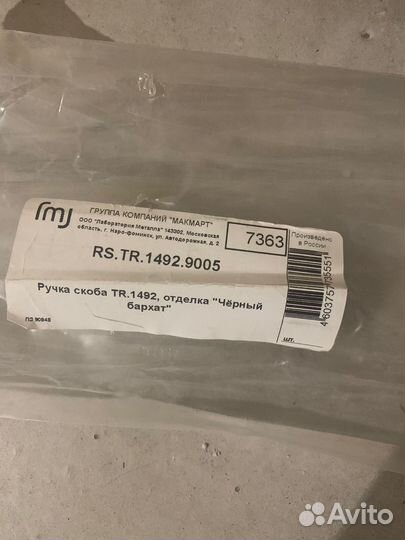 ГРУППА КОМПАНИЙ "МАКМАРТ"
ООО "Лаборатория Металла" 143302, Московская
область, г. Наро-Фоминск, ул. Автодорожная, д. 2
7363
Произведено
в России
RS.TR.1492.9005
Ручка скоба TR.1492, отделка "Чёрный
бархат"
шт.
Avito